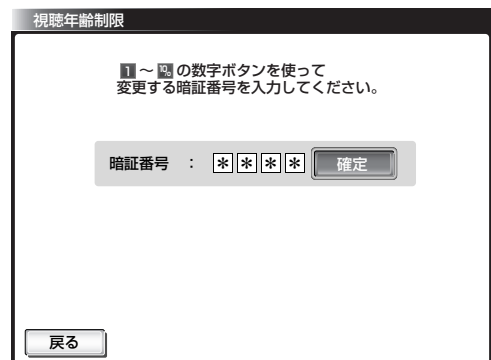 視聴年齢制限
1 ～ 10 の数字ボタンを使って
変更する暗証番号を入力してください。
暗証番号 ： ＊ ＊ ＊ ＊ 確定
戻る